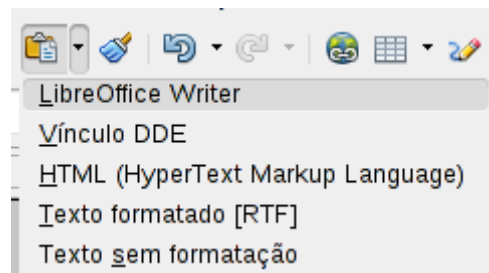 LibreOffice Writer
Vínculo DDE
HTML (HyperText Markup Language)
Texto formatado [RTF]
Texto sem formatação